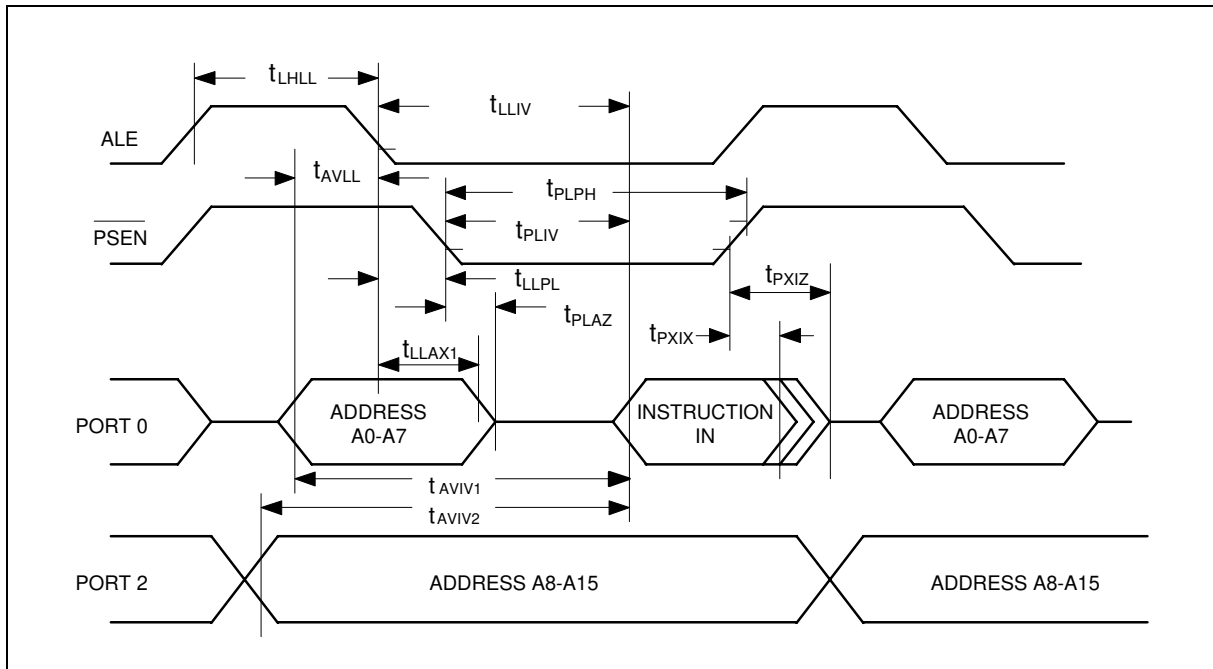 tLHLL
tLLIV
ALE
tAVLL
tPLPH
PSEN
tPLIV
tLLPL
tPXIZ
tPLAZ
tPXIX
tLLAX1
PORT 0
ADDRESS
A0-A7
INSTRUCTION
IN
ADDRESS
A0-A7
tAVIV1
tAVIV2
PORT 2
ADDRESS A8-A15
ADDRESS A8-A15